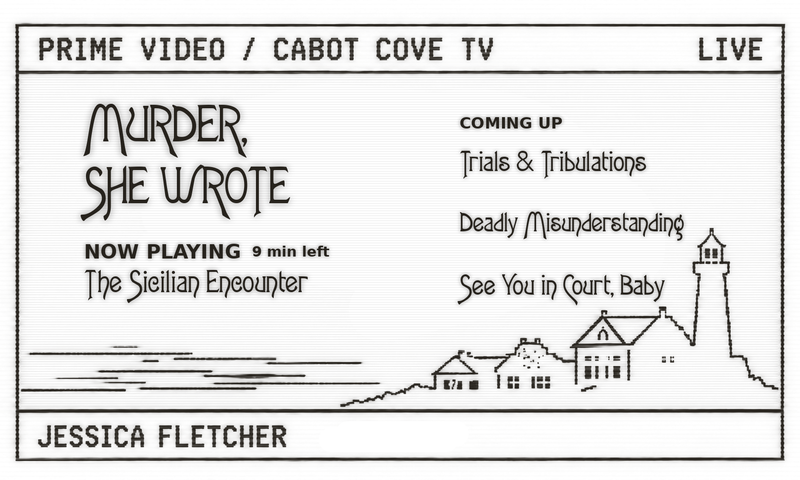 PRIME VIDEO / CABOT COVE TV
LIVE
MURDER,
SHE WROTE
NOW PLAYING 9 min left
The Sicilian Encounter
COMING UP
Trials & Tribulations
Deadly Misunderstanding
See You in Court, Baby
JESSICA FLETCHER